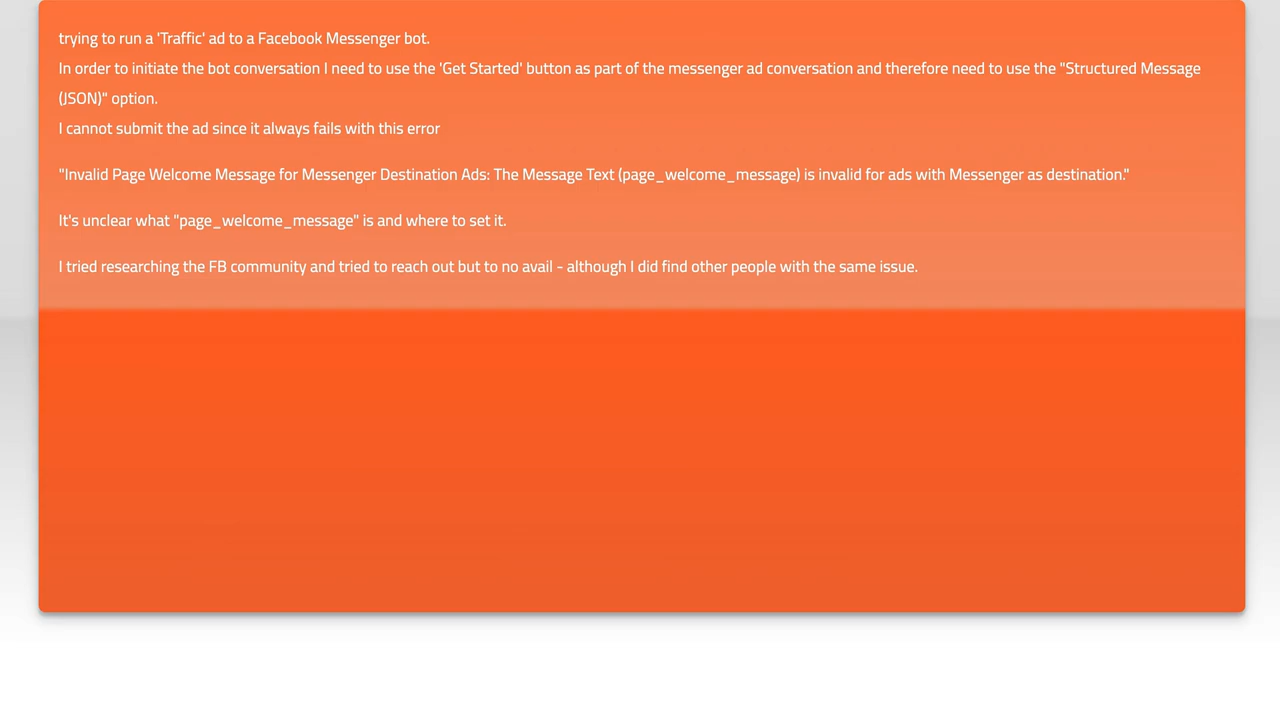 trying to run a 'Traffic' ad to a Facebook Messenger bot.
In order to initiate the bot conversation I need to use the 'Get Started' button as part of the messenger ad conversation and therefore need to use the "Structured Message
(JSON)" option.
I cannot submit the ad since it always fails with this error
"Invalid Page Welcome Message for Messenger Destination Ads: The Message Text (page_welcome_message) is invalid for ads with Messenger as destination."
It's unclear what "page_welcome_message" is and where to set it.
I tried researching the FB community and tried to reach out but to no avail - although I did find other people with the same issue.